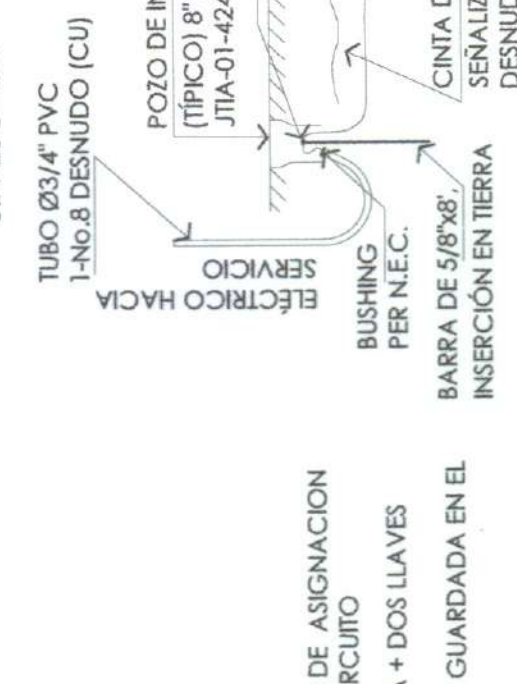 TUBO Ø3/4" PVC
1-No.8 DESNUDO (CU)
POZO DE
(TÍPICO) 8"
JTIA-01-424
ELÉCTRICO HACIA
SERVICIO
BUSHING
PER N.E.C.
BARRA DE 5/8"x8',
INSERCIÓN EN TIERRA
CINTA
SEÑALIZ
DESNUD
DE ASIGNACION
RCUITO
A + DOS LLAVES
GUARDADA EN EL